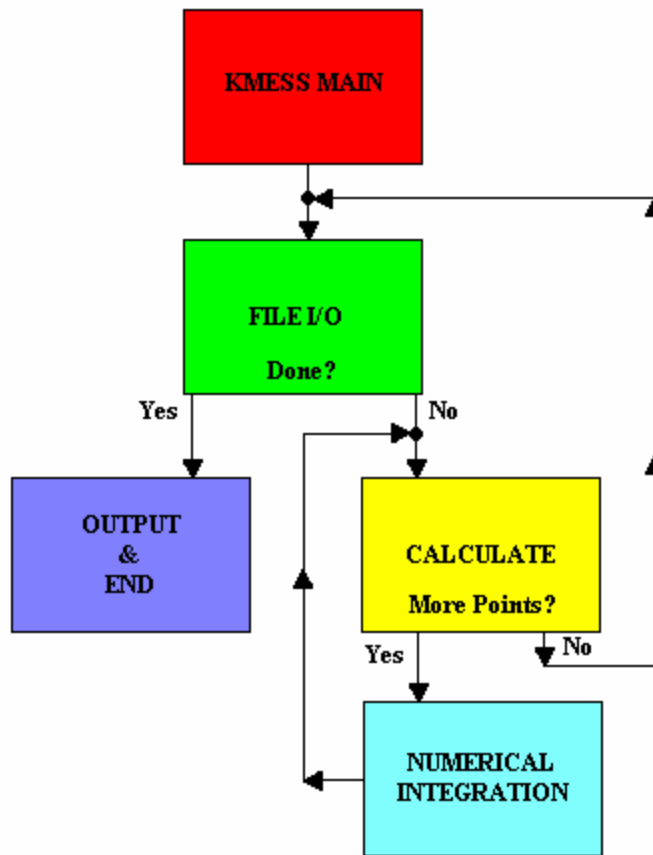 KMESS MAIN
FILE I/O
Done?
Yes
No
OUTPUT
&
END
CALCULATE
More Points?
Yes
No
NUMERICAL
INTEGRATION